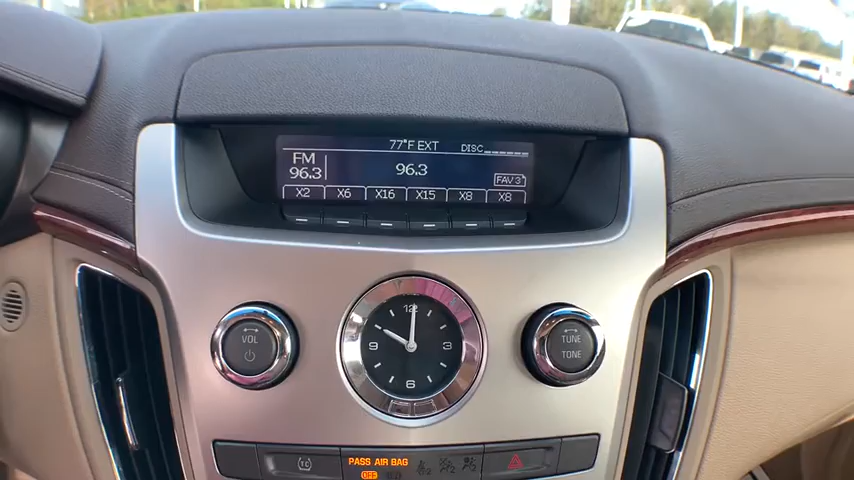 77°F EXT DISC
FM
96.3 96.3
FAV 3
X2 X6 X16 X15 X8 X8
12
VOL
TUNE
TONE
9 3
6
TC
PASS AIR BAG
OFF